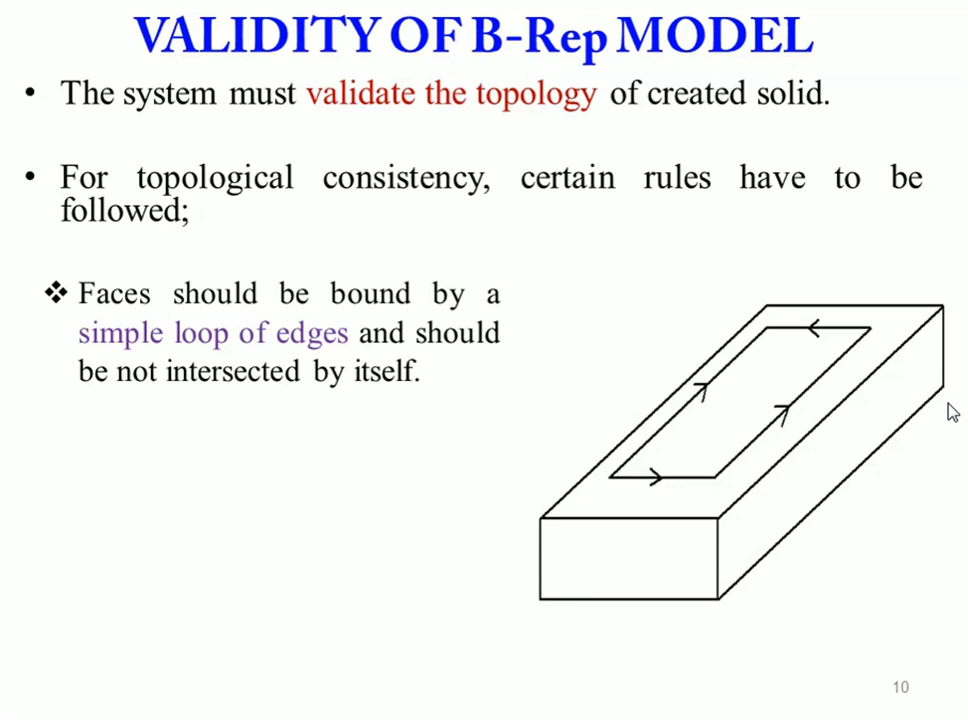 VALIDITY OF B-Rep MODEL
• The system must validate the topology of created solid.
• For topological consistency, certain rules have to be
followed;
❖ Faces should be bound by a
simple loop of edges and should
be not intersected by itself.
10